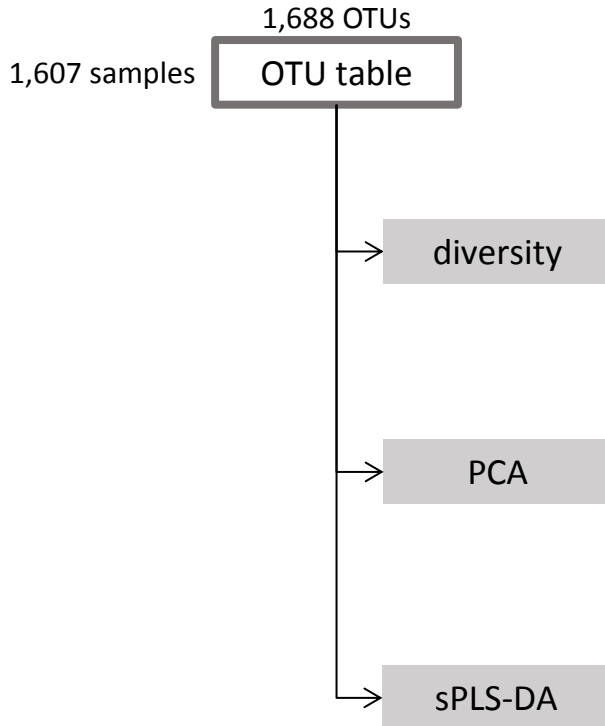 1,688 OTUs
1,607 samples
OTU table
diversity
PCA
sPLS-DA